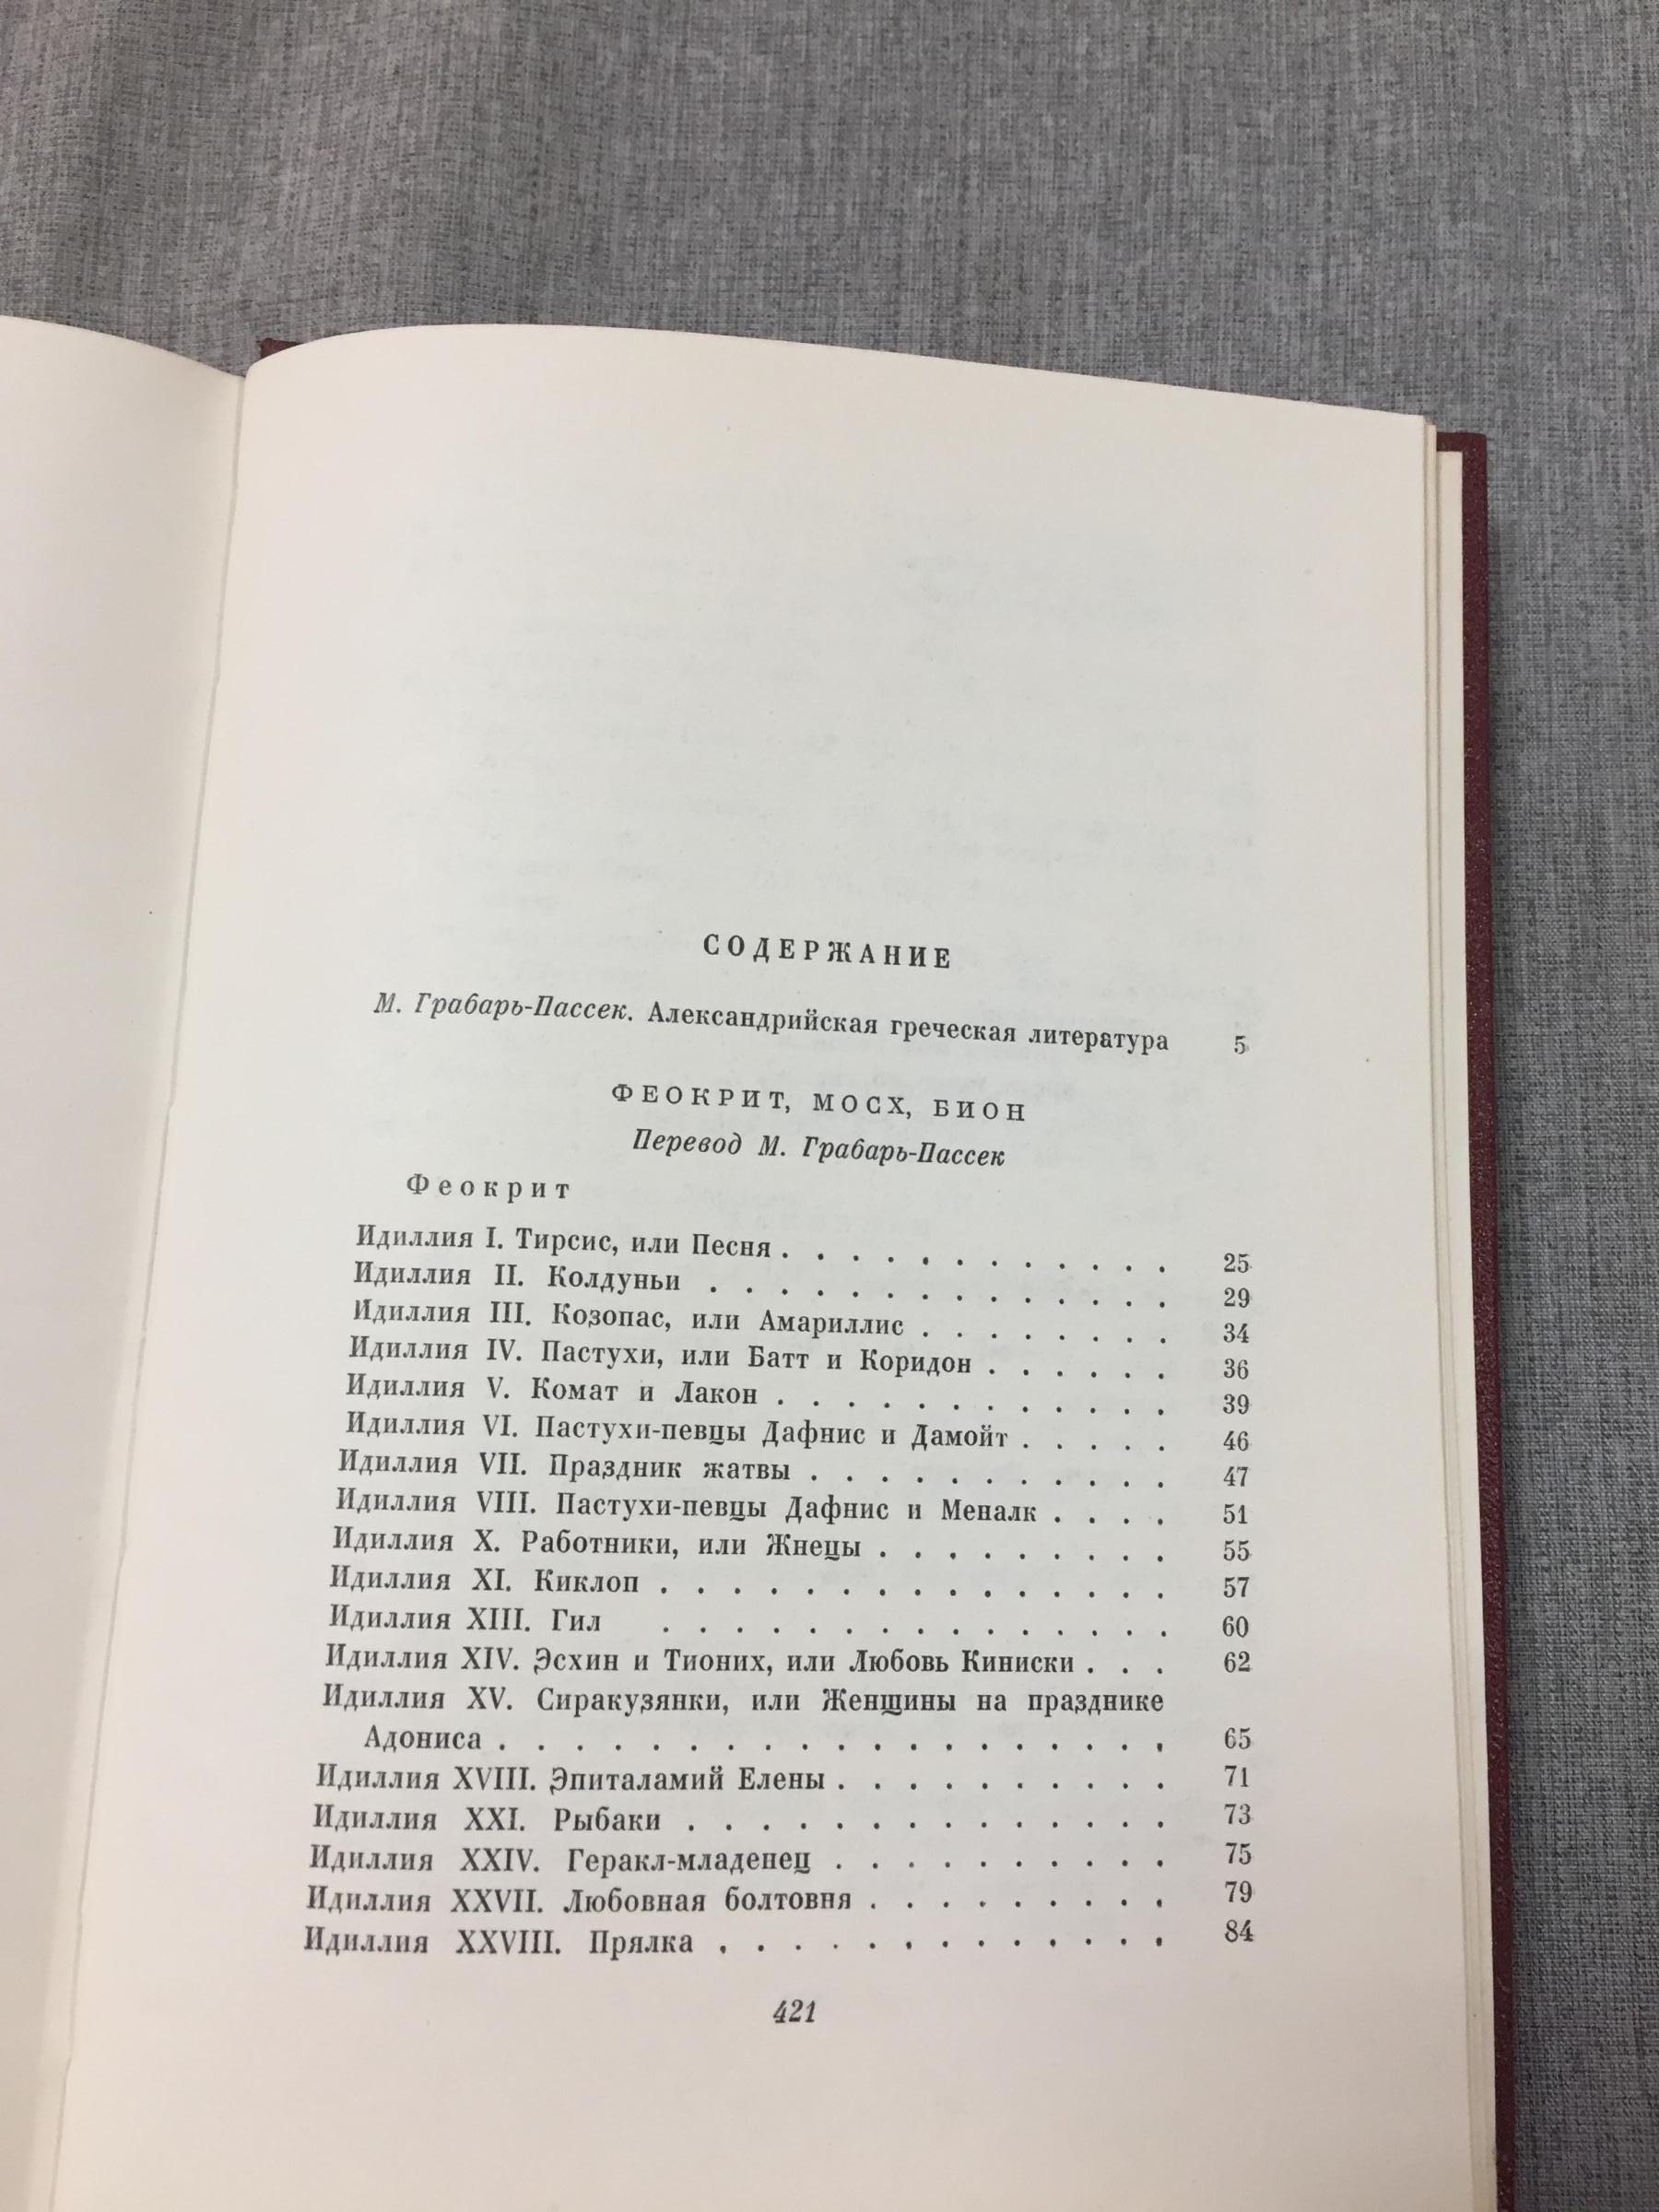 СОДЕРЖАНИЕ
М. Грабарь-Пассек. Александрийская греческая литература 5
ФЕОКРИТ, МОСХ, БИОН
Перевод М. Грабарь-Пассек
Феокрит
Идиллия I. Тирсис, или Песня . . . . . . . . . . . . 25
Идиллия II. Колдуньи . . . . . . . . . . . . . . 29
Идиллия III. Козопас, или Амариллис . . . . . . . . 34
Идиллия IV. Пастухи, или Батт и Коридон . . . . . . 36
Идиллия V. Комат и Лакон . . . . . . . . . . . . 39
Идиллия VI. Пастухи-певцы Дафнис и Дамойт . . . . . 46
Идиллия VII. Праздник жатвы . . . . . . . . . . . 47
Идиллия VIII. Пастухи-певцы Дафнис и Меналк . . . . 51
Идиллия X. Работники, или Жнецы . . . . . . . . . 55
Идиллия XI. Киклоп . . . . . . . . . . . . . . . 57
Идиллия XIII. Гил . . . . . . . . . . . . . . . 60
Идиллия XIV. Эсхин и Тионих, или Любовь Киниски . . . 62
Идиллия XV. Сиракузянки, или Женщины на празднике
Адониса . . . . . . . . . . . . . . . . . . . 65
Идиллия XVIII. Эпиталамий Елены . . . . . . . . . . 71
Идиллия XXI. Рыбаки . . . . . . . . . . . . . . 73
Идиллия XXIV. Геракл-младенец . . . . . . . . . . 75
Идиллия XXVII. Любовная болтовня . . . . . . . . . 79
Идиллия XXVIII. Прялка . . . . . . . . . . . . . 84
421